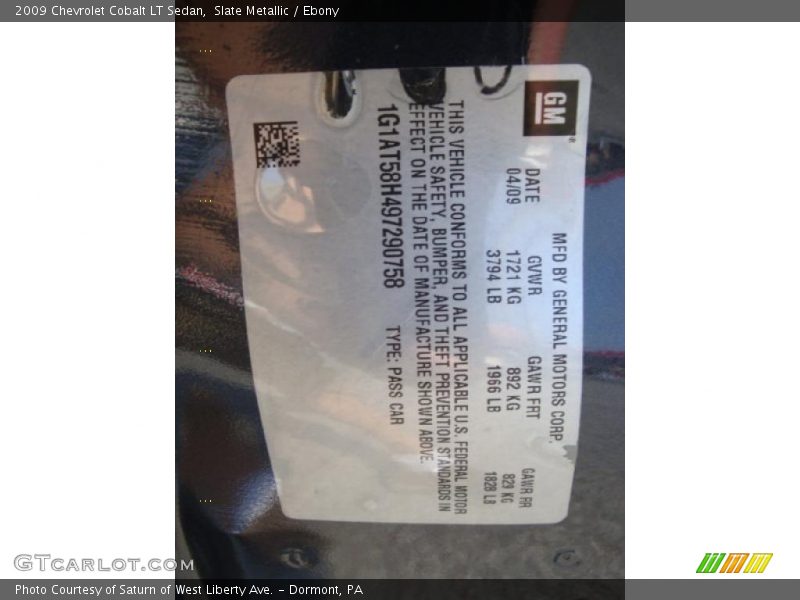 2009 Chevrolet Cobalt LT Sedan,  Slate Metallic / Ebony
GM
MFD BY GENERAL MOTORS CORP.
DATE GVWR GAWR FRT GAWR RR
04/09 1721 KG 892 KG 829 KG
3794 LB 1966 LB 1828 LB
THIS VEHICLE CONFORMS TO ALL APPLICABLE U.S. FEDERAL MOTOR
VEHICLE SAFETY, BUMPER, AND THEFT PREVENTION STANDARDS IN
EFFECT ON THE DATE OF MANUFACTURE SHOWN ABOVE.
1G1AT58H497290758 TYPE: PASS CAR
GTcarlot.com
Photo Courtesy of Saturn of West Liberty Ave. – Dormont, PA